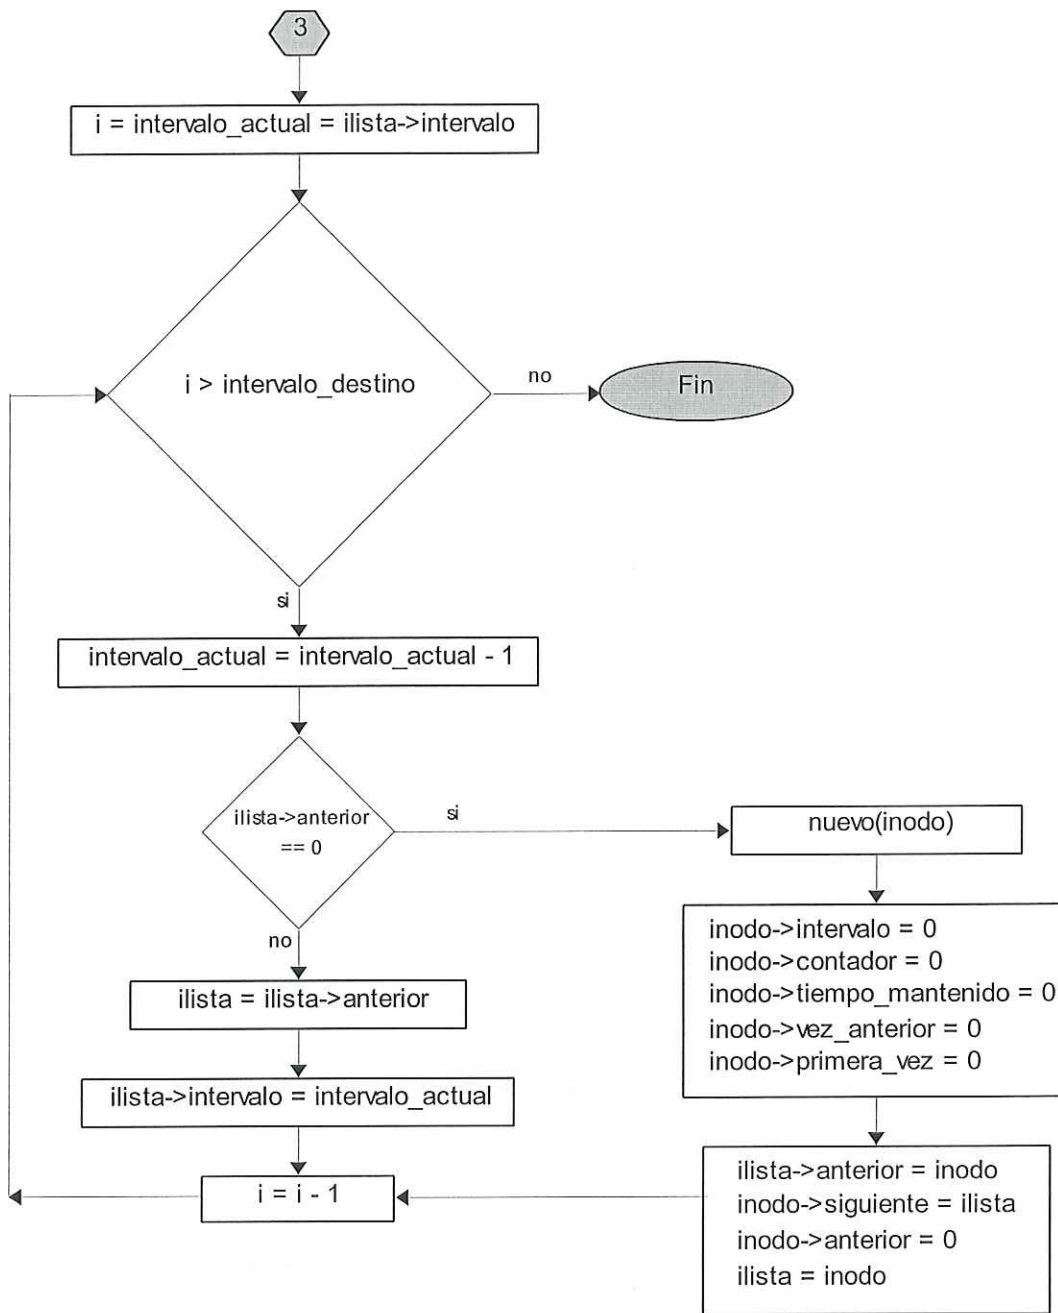 3
i = intervalo_actual = ilista->intervalo
i > intervalo_destino
no
Fin
si
intervalo_actual = intervalo_actual - 1
ilista->anterior
== 0
si
nuevo(inodo)
inodo->intervalo = 0
inodo->contador = 0
inodo->tiempo_mantenido = 0
inodo->vez_anterior = 0
inodo->primera_vez = 0
no
ilista = ilista->anterior
ilista->intervalo = intervalo_actual
i = i - 1
ilista->anterior = inodo
inodo->siguiente = ilista
inodo->anterior = 0
ilista = inodo